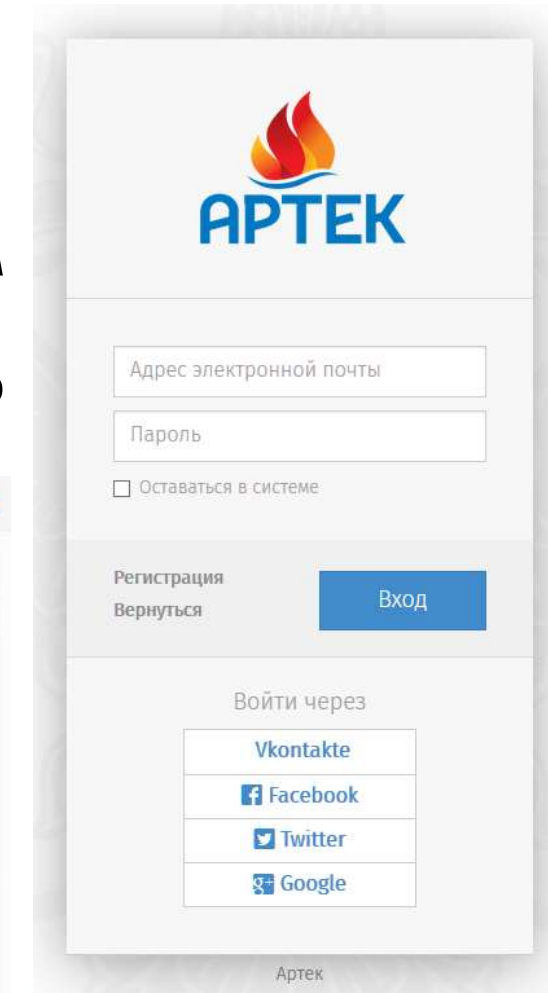 АРТЕК
Адрес электронной почты
Пароль
Оставаться в системе
Регистрация
Вернуться
Вход
Войти через
Vkontakte
Facebook
Twitter
g+ Google
Артек